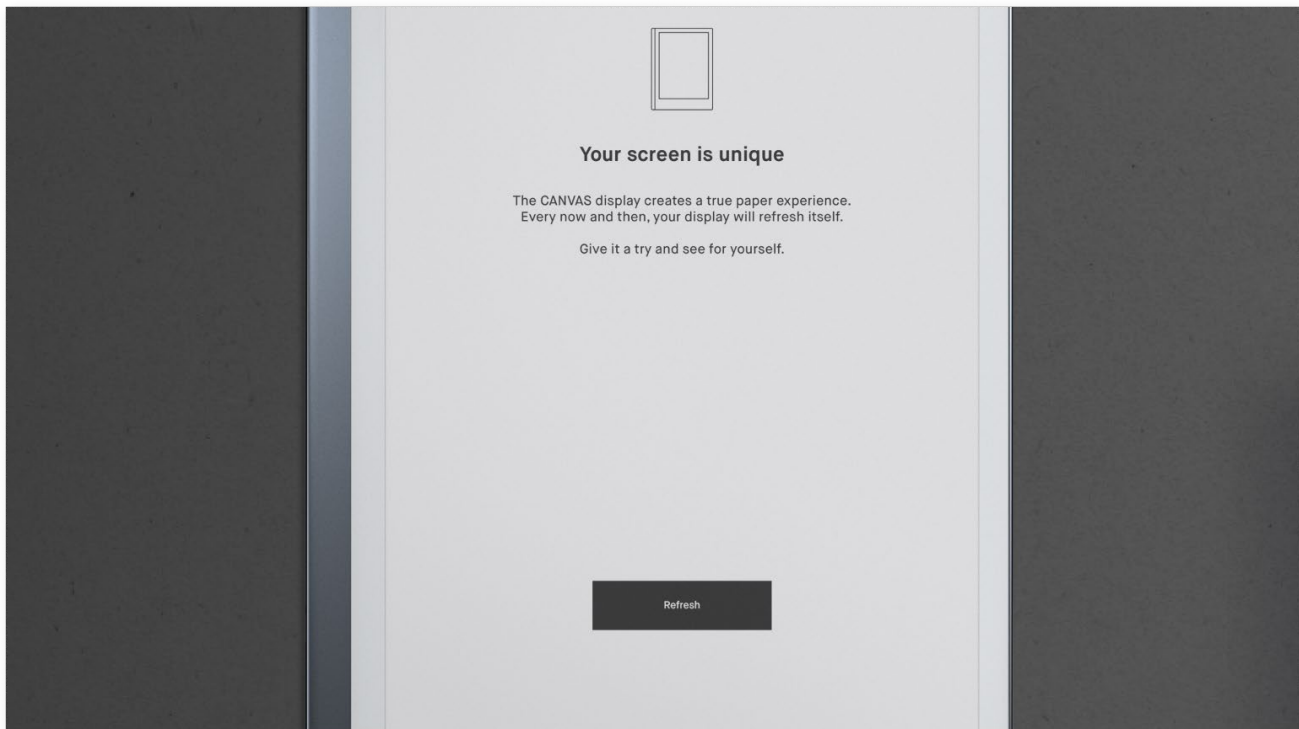 Your screen is unique
The CANVAS display creates a true paper experience.
Every now and then, your display will refresh itself.
Give it a try and see for yourself.
Refresh